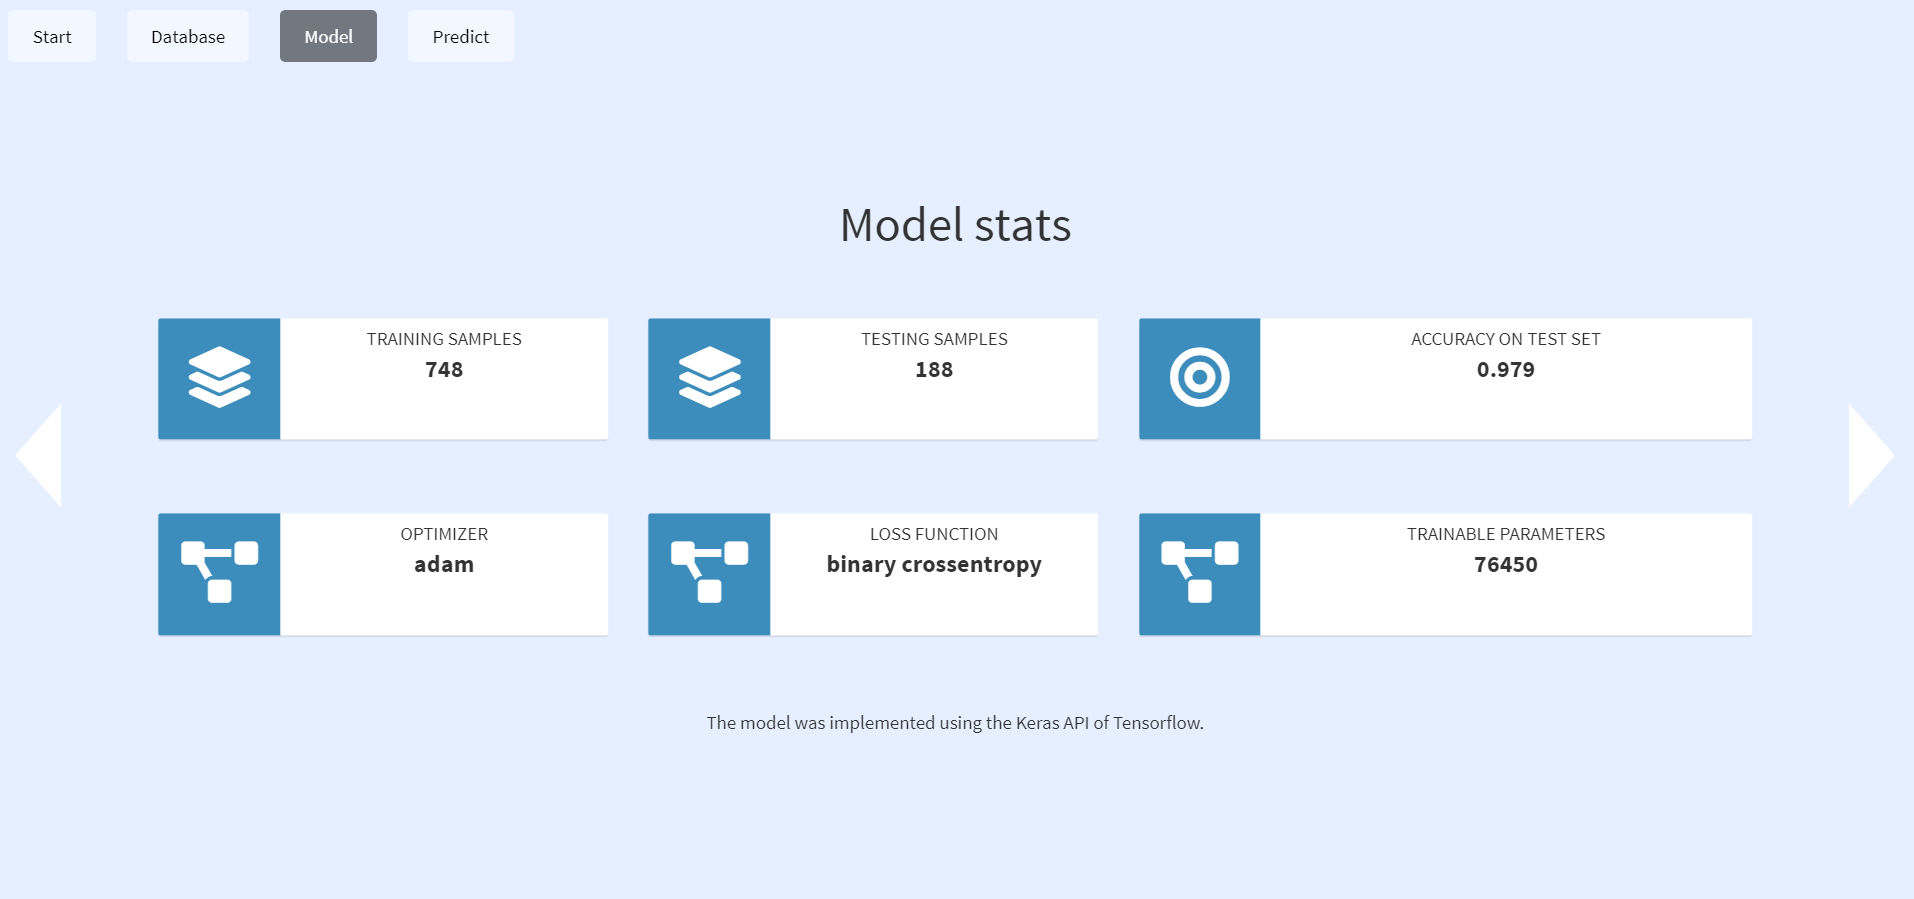 Start
Database
Model
Predict
Model stats
TRAINING SAMPLES
748
TESTING SAMPLES
188
ACCURACY ON TEST SET
0.979
OPTIMIZER
adam
LOSS FUNCTION
binary crossentropy
TRAINABLE PARAMETERS
76450
The model was implemented using the Keras API of Tensorflow.